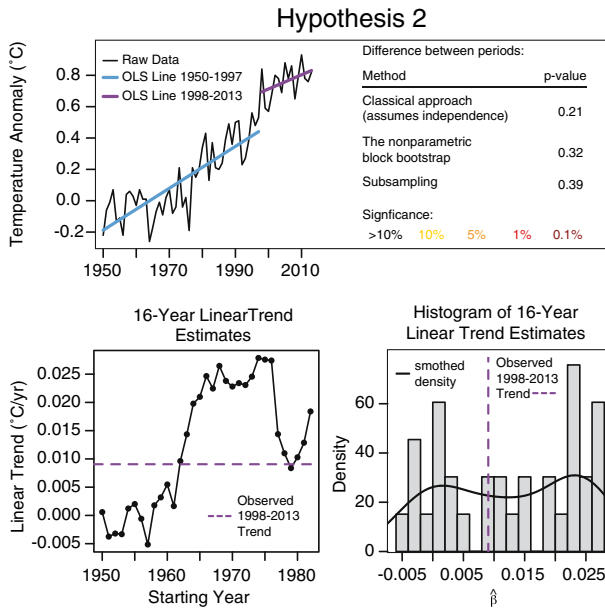 Hypothesis 2
Temperature Anomaly (°C)
0.8
0.6
0.4
0.2
0.0
-0.2
1950
1970
1990
2010
Raw Data
OLS Line 1950-1997
OLS Line 1998-2013
Difference between periods:
Method p-value
Classical approach
(assumes independence) 0.21
The nonparametric
block bootstrap 0.32
Subsampling 0.39
Signficance:
>10% 10% 5% 1% 0.1%
16-Year LinearTrend
Estimates
Linear Trend (°C/yr)
0.025
0.020
0.015
0.010
0.005
0.000
-0.005
Observed
1998-2013
Trend
1950 1960 1970 1980
Starting Year
Histogram of 16-Year
Linear Trend Estimates
smothed
density
Observed
1998-2013
Trend
Density
60
40
20
0
-0.005 0.005 0.015 0.025
β̂